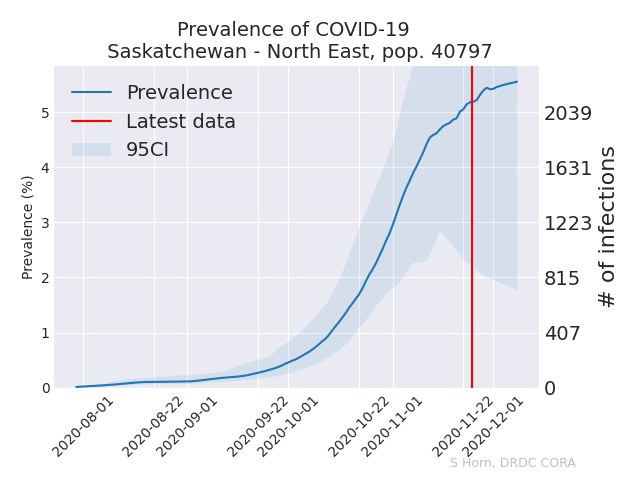 Prevalence of COVID-19
Saskatchewan - North East, pop. 40797
Prevalence
Latest data
95CI
Prevalence (%)
5
4
3
2
1
0
2039
1631
1223
815
407
0
# of infections
2020-08-01
2020-08-22
2020-09-01
2020-09-22
2020-10-01
2020-10-22
2020-11-01
2020-11-22
2020-12-01
S Horn, DRDC CORA